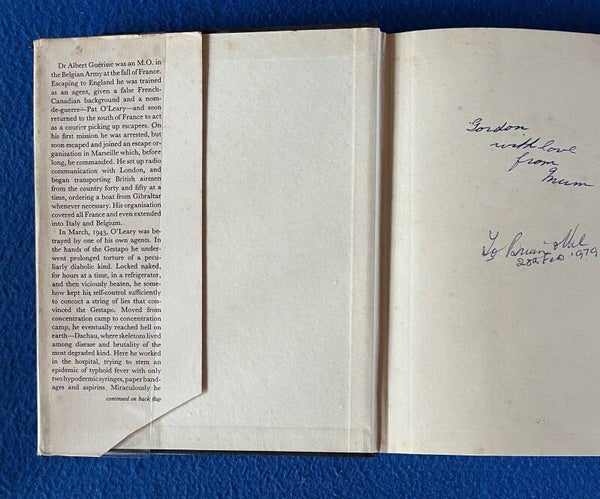 Dr Albert Guérisse was an M.O. in
the Belgian Army at the fall of France.
Escaping to England he was trained
as an agent, given a false French-
Canadian background and a nom-
de-guerre—Pat O'Leary—and soon
returned to the south of France to act
as a courier picking up escapees. On
his first mission he was arrested, but
soon escaped and joined an escape or-
ganisation in Marseille which, before
long, he commanded. He set up radio
communication with London, and
began transporting British airmen
from the country forty and fifty at a
time, ordering a boat from Gibraltar
whenever necessary. His organisation
covered all France and even extended
into Italy and Belgium.
In March, 1943, O'Leary was be-
trayed by one of his own agents. In
the hands of the Gestapo he under-
went prolonged torture of a pecu-
liarly diabolic kind. Locked naked,
for hours at a time, in a refrigerator,
and then viciously beaten, he some-
how kept his self-control sufficiently
to concoct a string of lies that con-
vinced the Gestapo. Moved from
concentration camp to concentration
camp, he eventually reached hell on
earth—Dachau, where skeletons lived
among disease and brutality of the
most degraded kind. Here he worked
in the hospital, trying to stem an
epidemic of typhoid fever with only
two hypodermic syringes, paper band-
ages and aspirins. Miraculously he
continued on back flap
Gordon
with love
from
Mum
To Brian
28th Feb. 1979